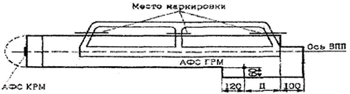 Место маркировки
Ось ВПП
АФС ГРМ
АФС КРМ
120
Д
100